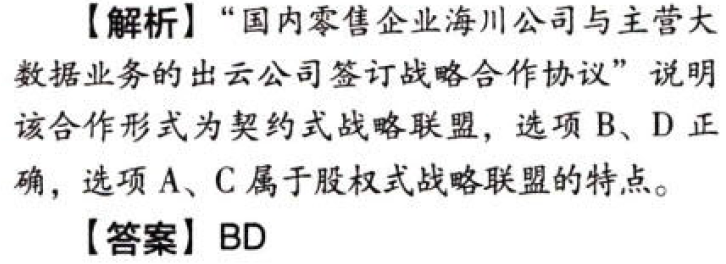 【解析】“国内零售企业海川公司与主营大
数据业务的出云公司签订战略合作协议”说明
该合作形式为契约式战略联盟，选项 B、D 正
确，选项 A、C 属于股权式战略联盟的特点。
【答案】BD